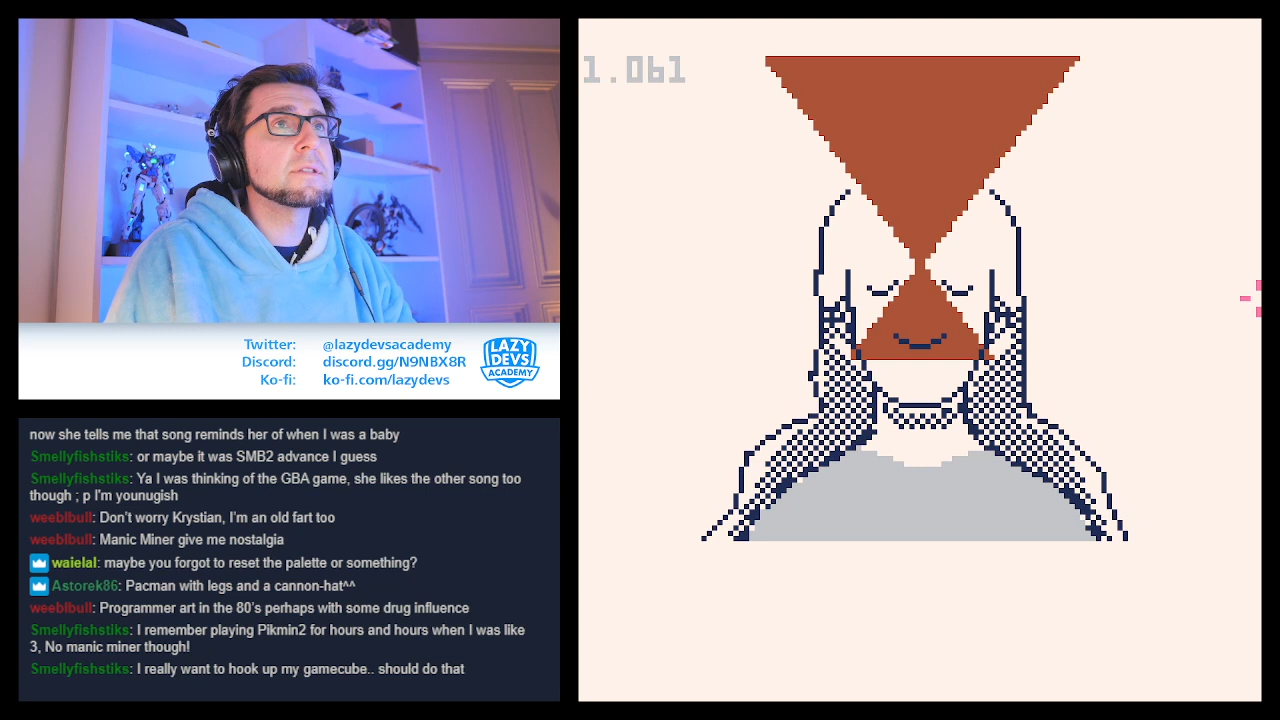 1.061
Twitter: @lazydevsacademy
Discord: discord.gg/N9NBX8R
Ko-fi: ko-fi.com/lazydevs
LAZY
DEVS
ACADEMY
now she tells me that song reminds her of when I was a baby
Smellyfishstiks: or maybe it was SMB2 advance I guess
Smellyfishstiks: Ya I was thinking of the GBA game, she likes the other song too
though ; p I'm younugish
weeblbull: Don't worry Krystian, I'm an old fart too
weeblbull: Manic Miner give me nostalgia
waielal: maybe you forgot to reset the palette or something?
Astorek86: Pacman with legs and a cannon-hat^^
weeblbull: Programmer art in the 80's perhaps with some drug influence
Smellyfishstiks: I remember playing Pikmin2 for hours and hours when I was like
3, No manic miner though!
Smellyfishstiks: I really want to hook up my gamecube.. should do that